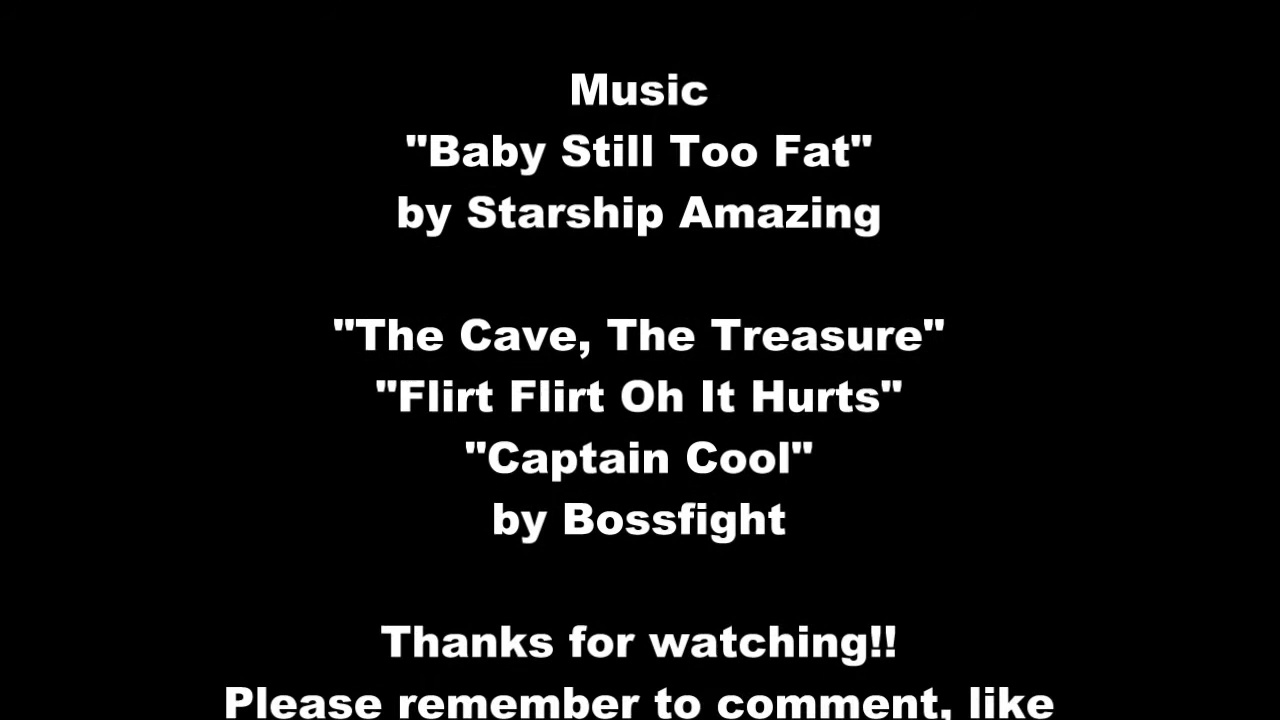 Music
"Baby Still Too Fat"
by Starship Amazing
"The Cave, The Treasure"
"Flirt Flirt Oh It Hurts"
"Captain Cool"
by Bossfight
Thanks for watching!!
Please remember to comment, like